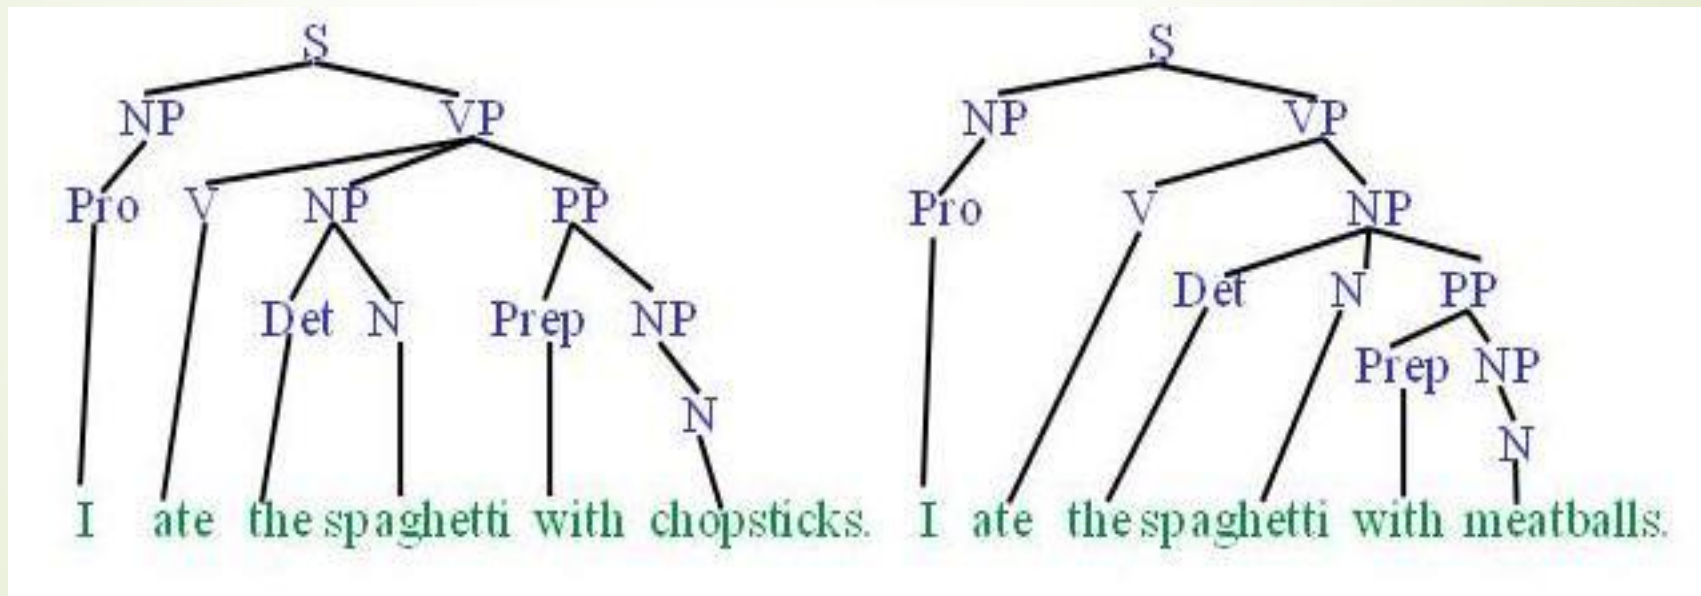 S S
NP VP NP VP
Pro V NP PP Pro V NP
Det N PP
Det N Prep NP
Prep NP
N
N
I ate the spaghetti with chopsticks. I ate the spaghetti with meatballs.